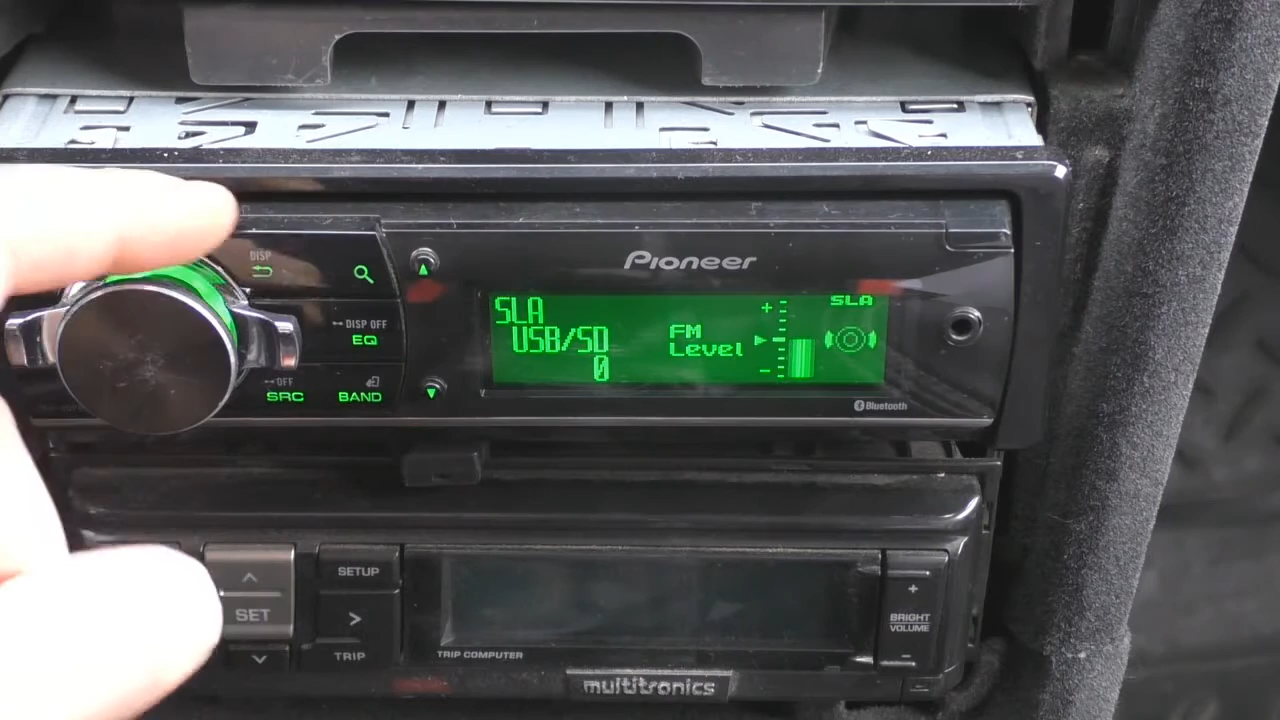 Pioneer
DISP
DISP OFF
EQ
OFF
SRC
BAND
SLA
USB/SD
0
FM
Level
+
-
SLA
Bluetooth
SETUP
SET
>
TRIP
TRIP COMPUTER
+
BRIGHT
VOLUME
-
multitronics